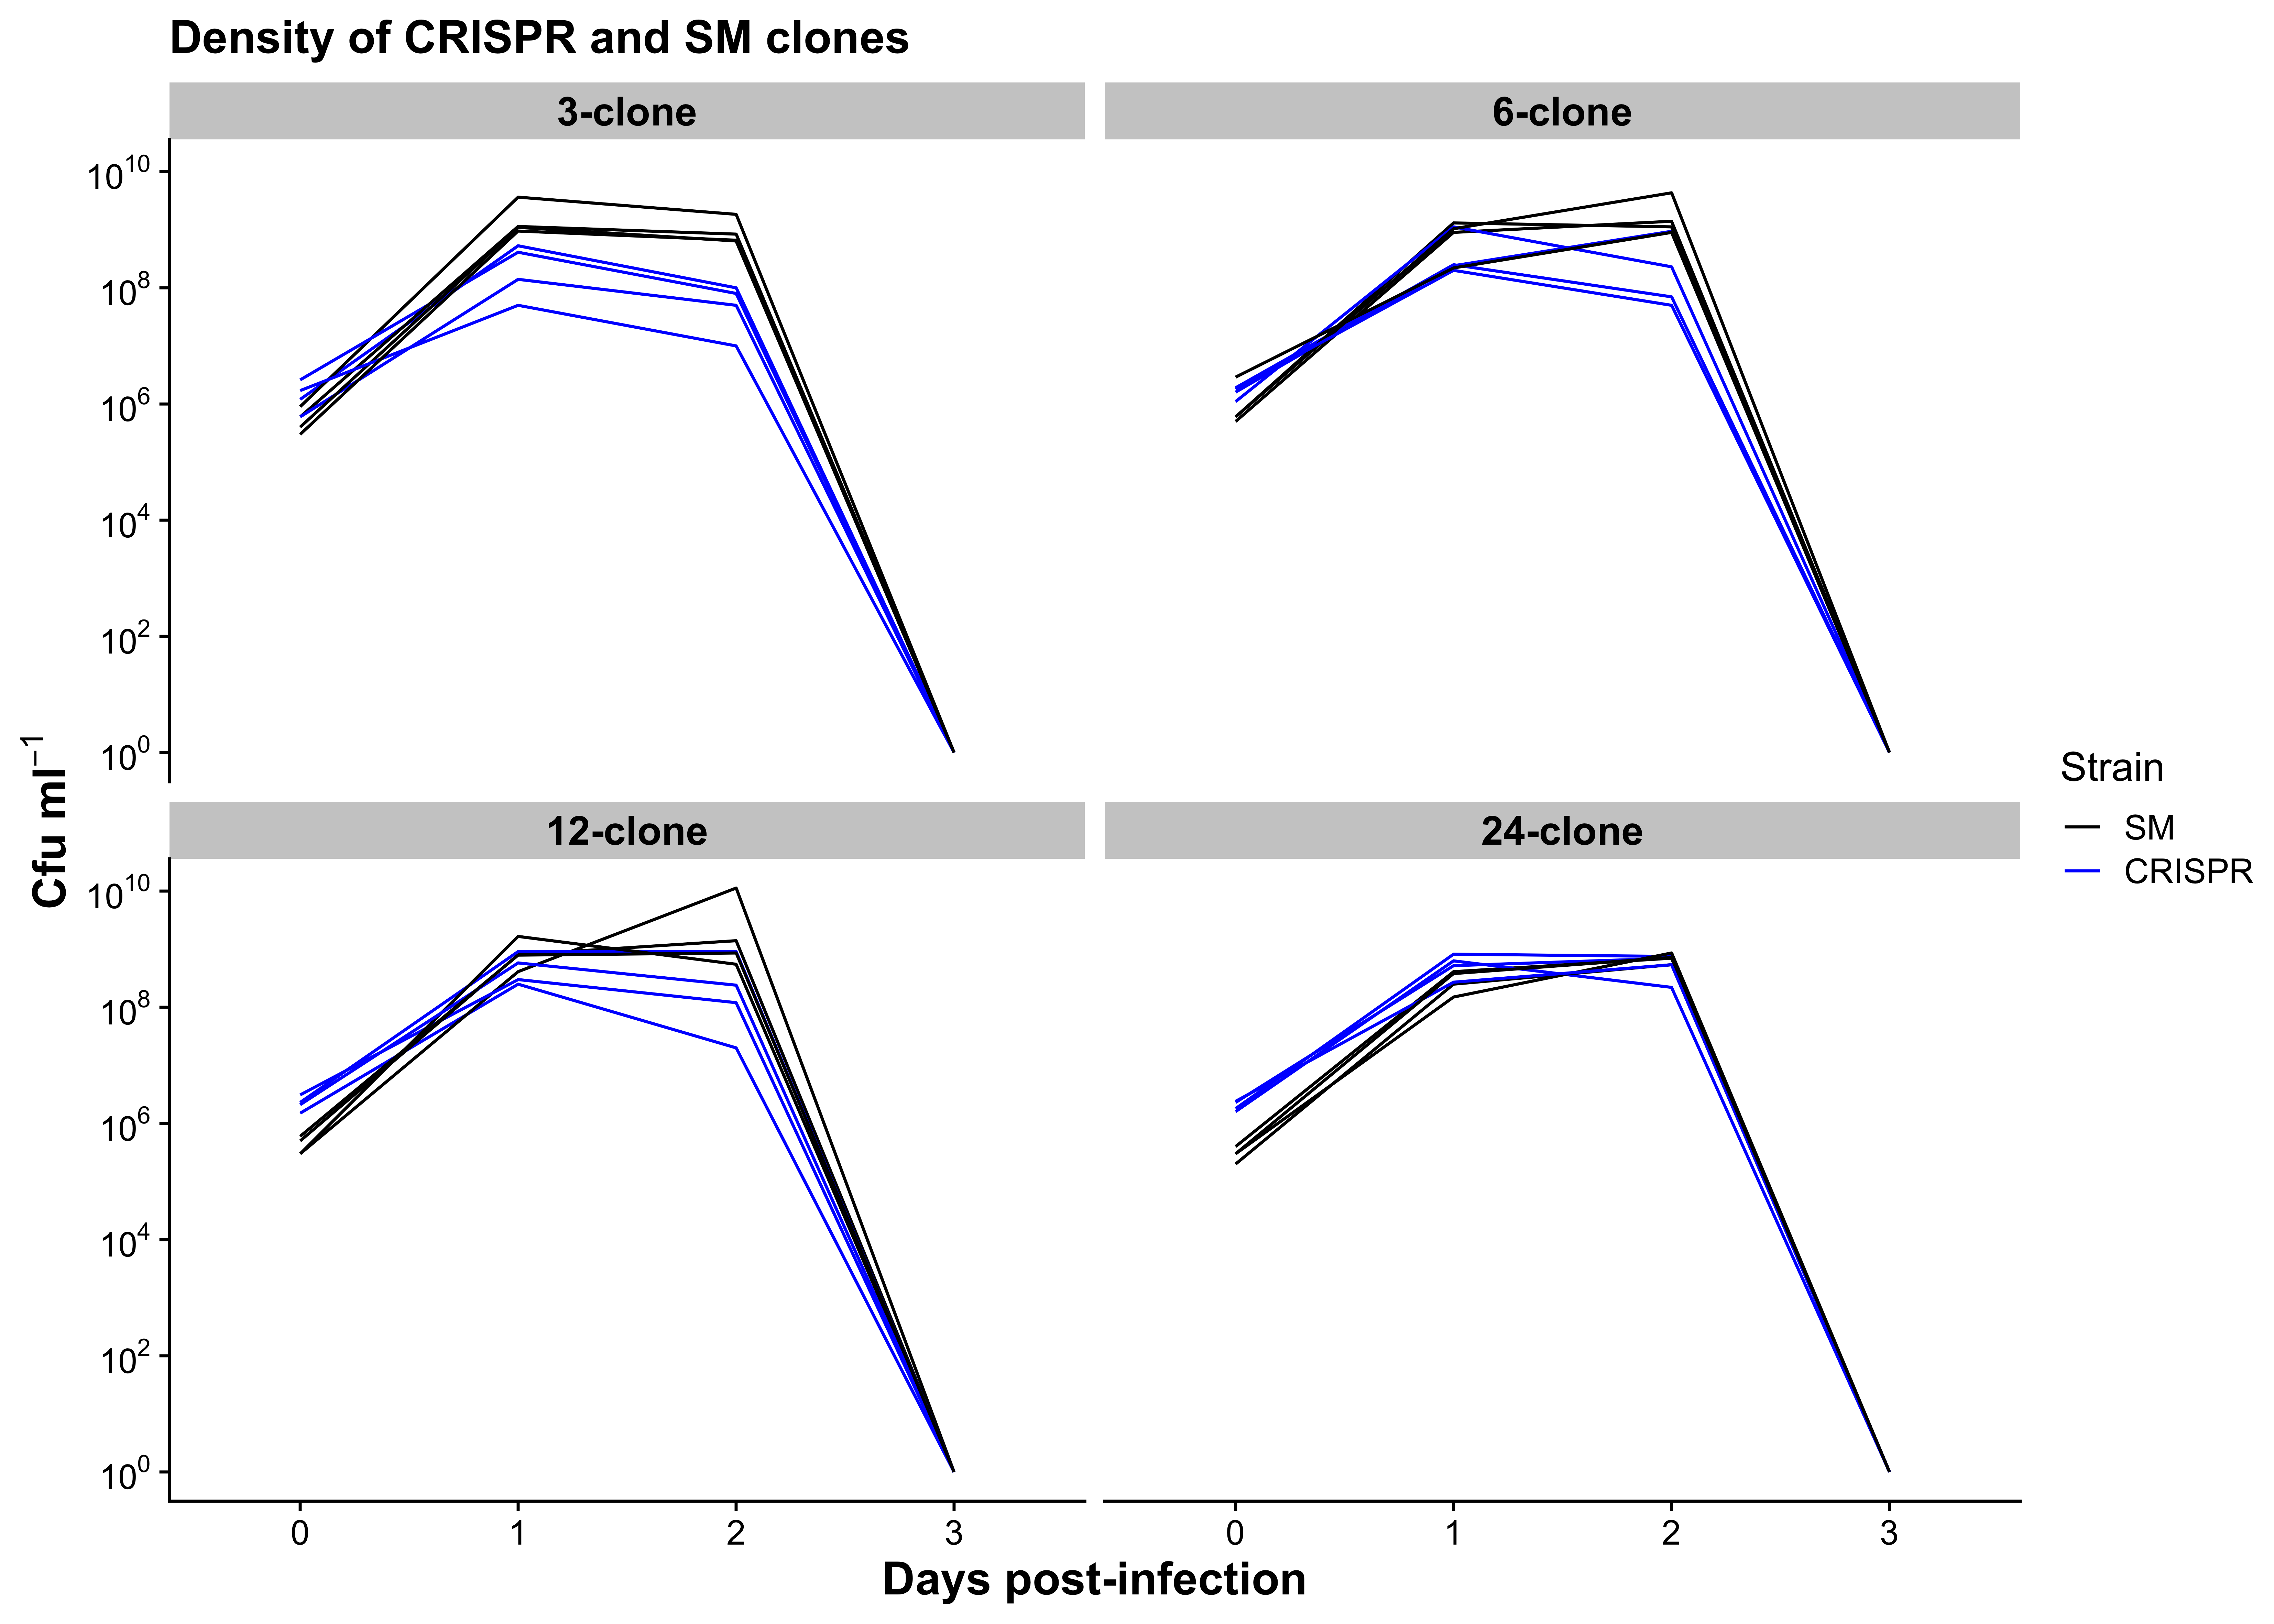 Density of CRISPR and SM clones
3-clone
6-clone
10^10
10^8
10^6
10^4
10^2
10^0
Cfu ml^−1
12-clone
24-clone
10^10
10^8
10^6
10^4
10^2
10^0
0 1 2 3
0 1 2 3
Days post-infection
Strain
SM
CRISPR